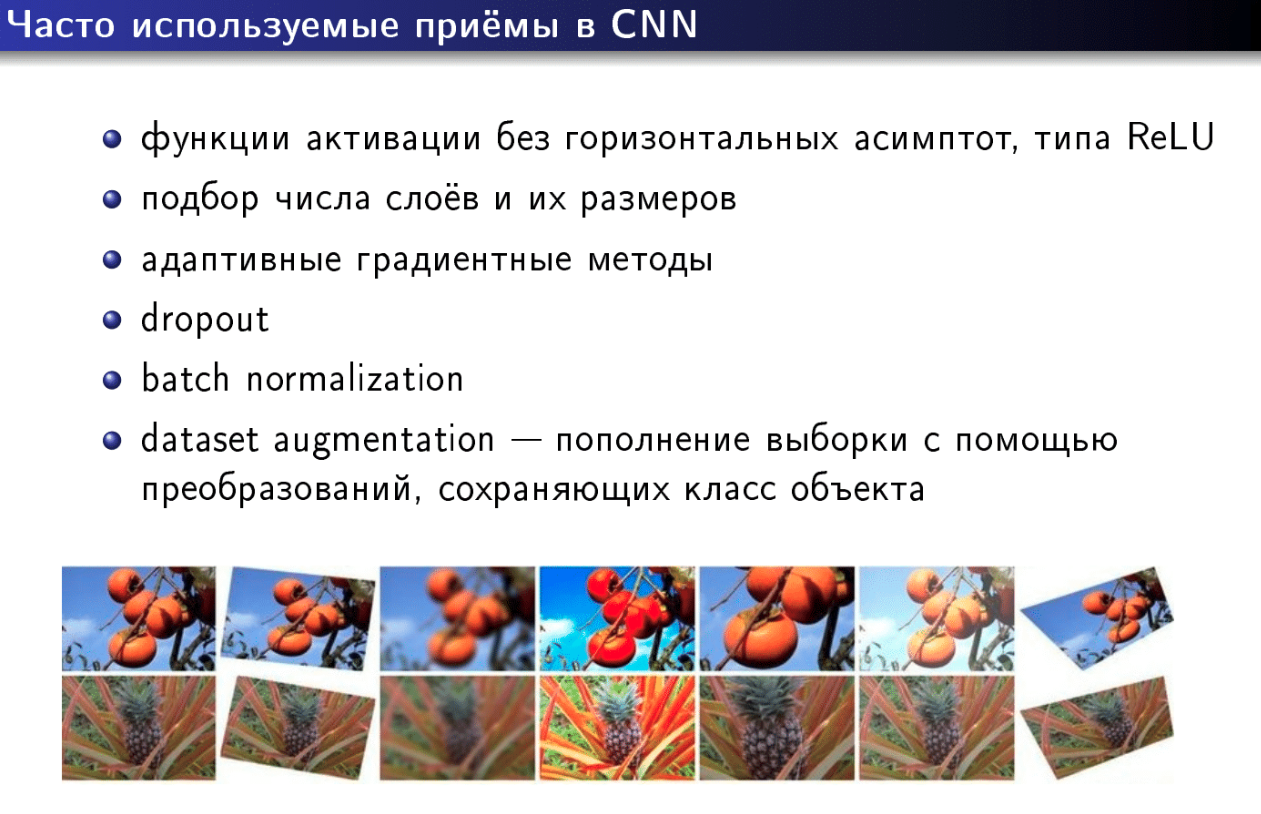 Часто используемые приёмы в CNN
функции активации без горизонтальных асимптот, типа ReLU
подбор числа слоёв и их размеров
адаптивные градиентные методы
dropout
batch normalization
dataset augmentation — пополнение выборки с помощью
преобразований, сохраняющих класс объекта